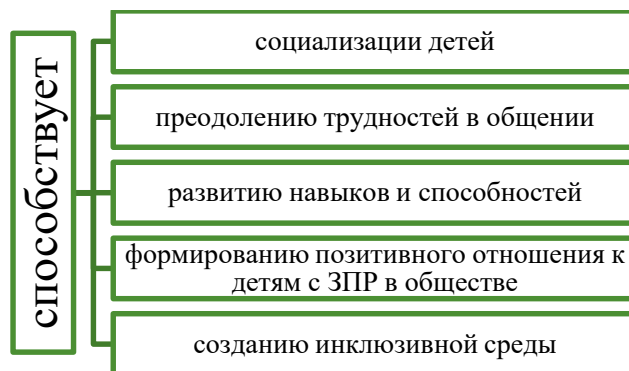 способствует
социализации детей
преодолению трудностей в общении
развитию навыков и способностей
формированию позитивного отношения к
детям с ЗПР в обществе
созданию инклюзивной среды